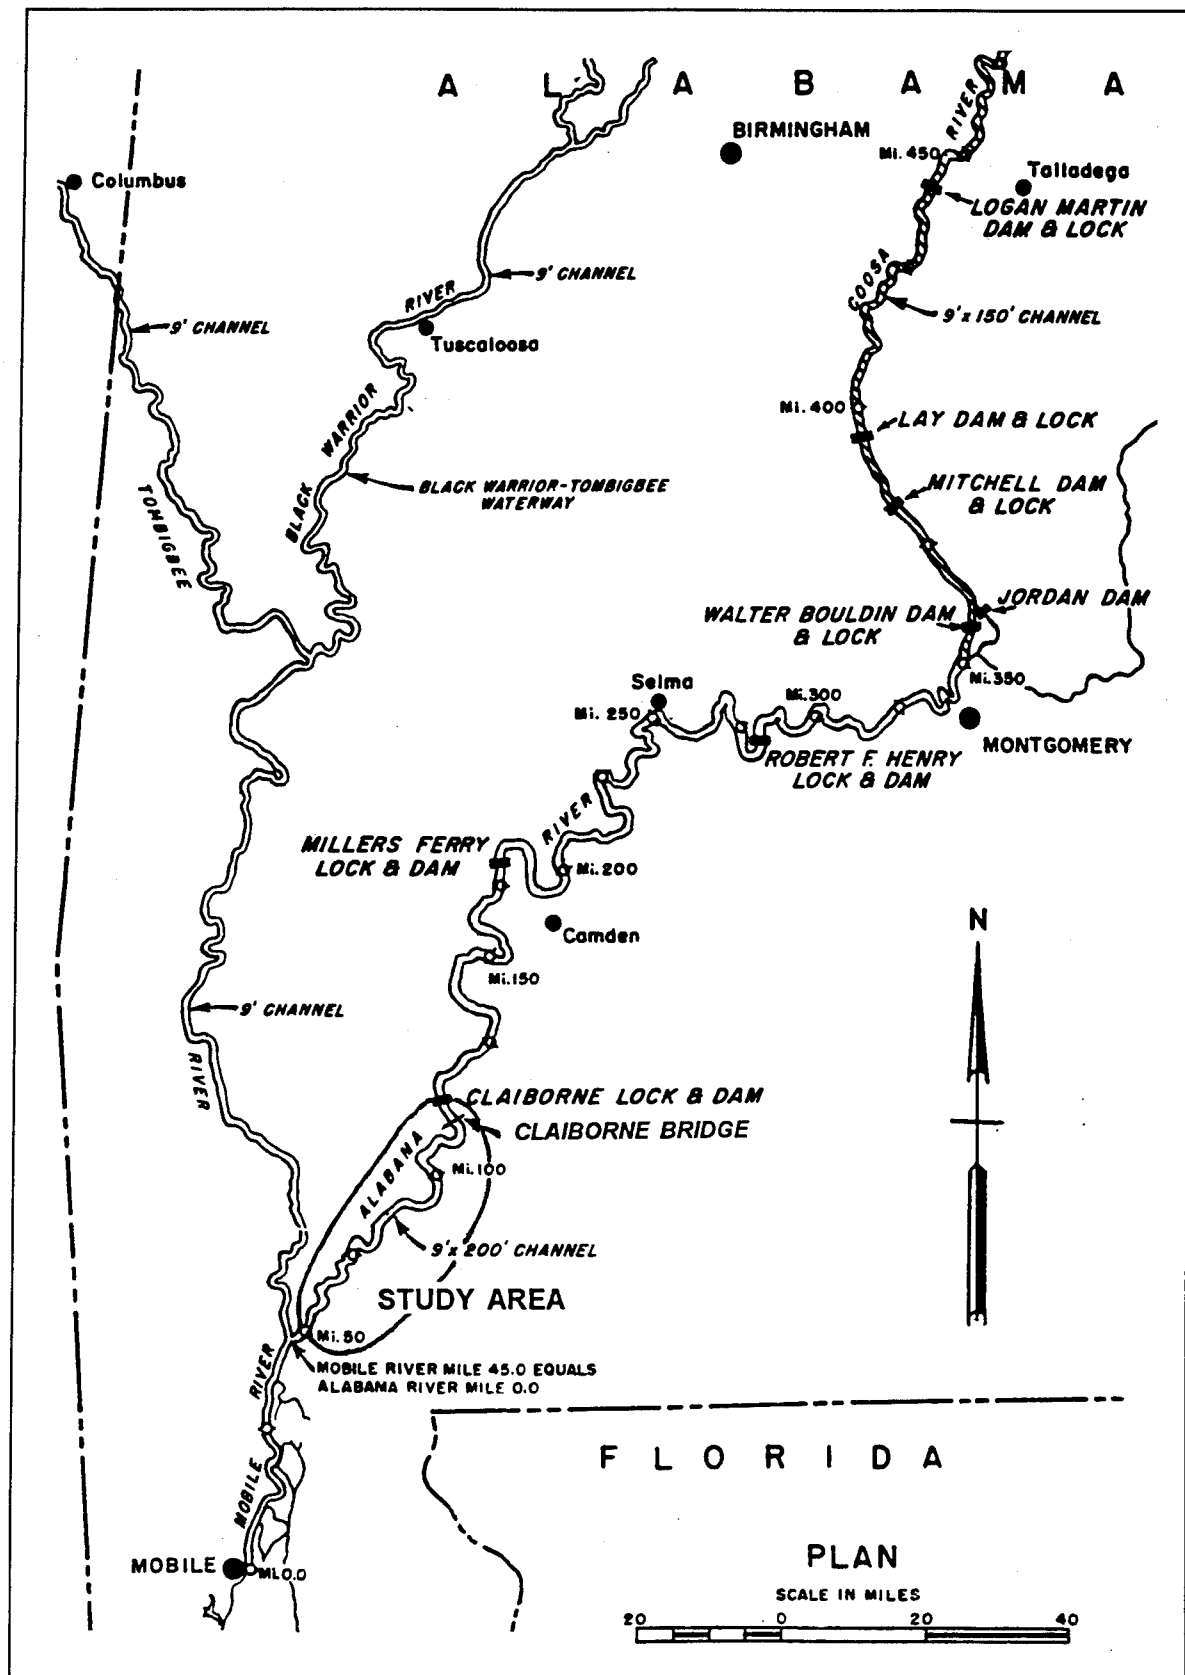 A L A B A M A
BIRMINGHAM
RIVER
Mi. 450
Columbus
Talladega
LOGAN MARTIN
DAM & LOCK
9' CHANNEL
RIVER
COOSA
9' x 150' CHANNEL
9' CHANNEL
Tuscaloosa
Mi. 400
LAY DAM & LOCK
WARRIOR
BLACK
BLACK WARRIOR-TOMBIGBEE
WATERWAY
MITCHELL DAM
& LOCK
TOMBIGBEE
JORDAN DAM
WALTER BOULDIN DAM
& LOCK
Mi. 350
Selma
Mi. 300
Mi. 250
MONTGOMERY
ROBERT F. HENRY
LOCK & DAM
RIVER
MILLERS FERRY
LOCK & DAM
Mi. 200
Camden
N
Mi. 150
9' CHANNEL
RIVER
CLAIBORNE LOCK & DAM
CLAIBORNE BRIDGE
ALABANA
Mi. 100
9' x 200' CHANNEL
STUDY AREA
Mi. 50
MOBILE RIVER MILE 45.0 EQUALS
ALABAMA RIVER MILE 0.0
RIVER
FLORIDA
MOBILE
PLAN
MOBILE
Mi. 0.0
SCALE IN MILES
20 0 20 40